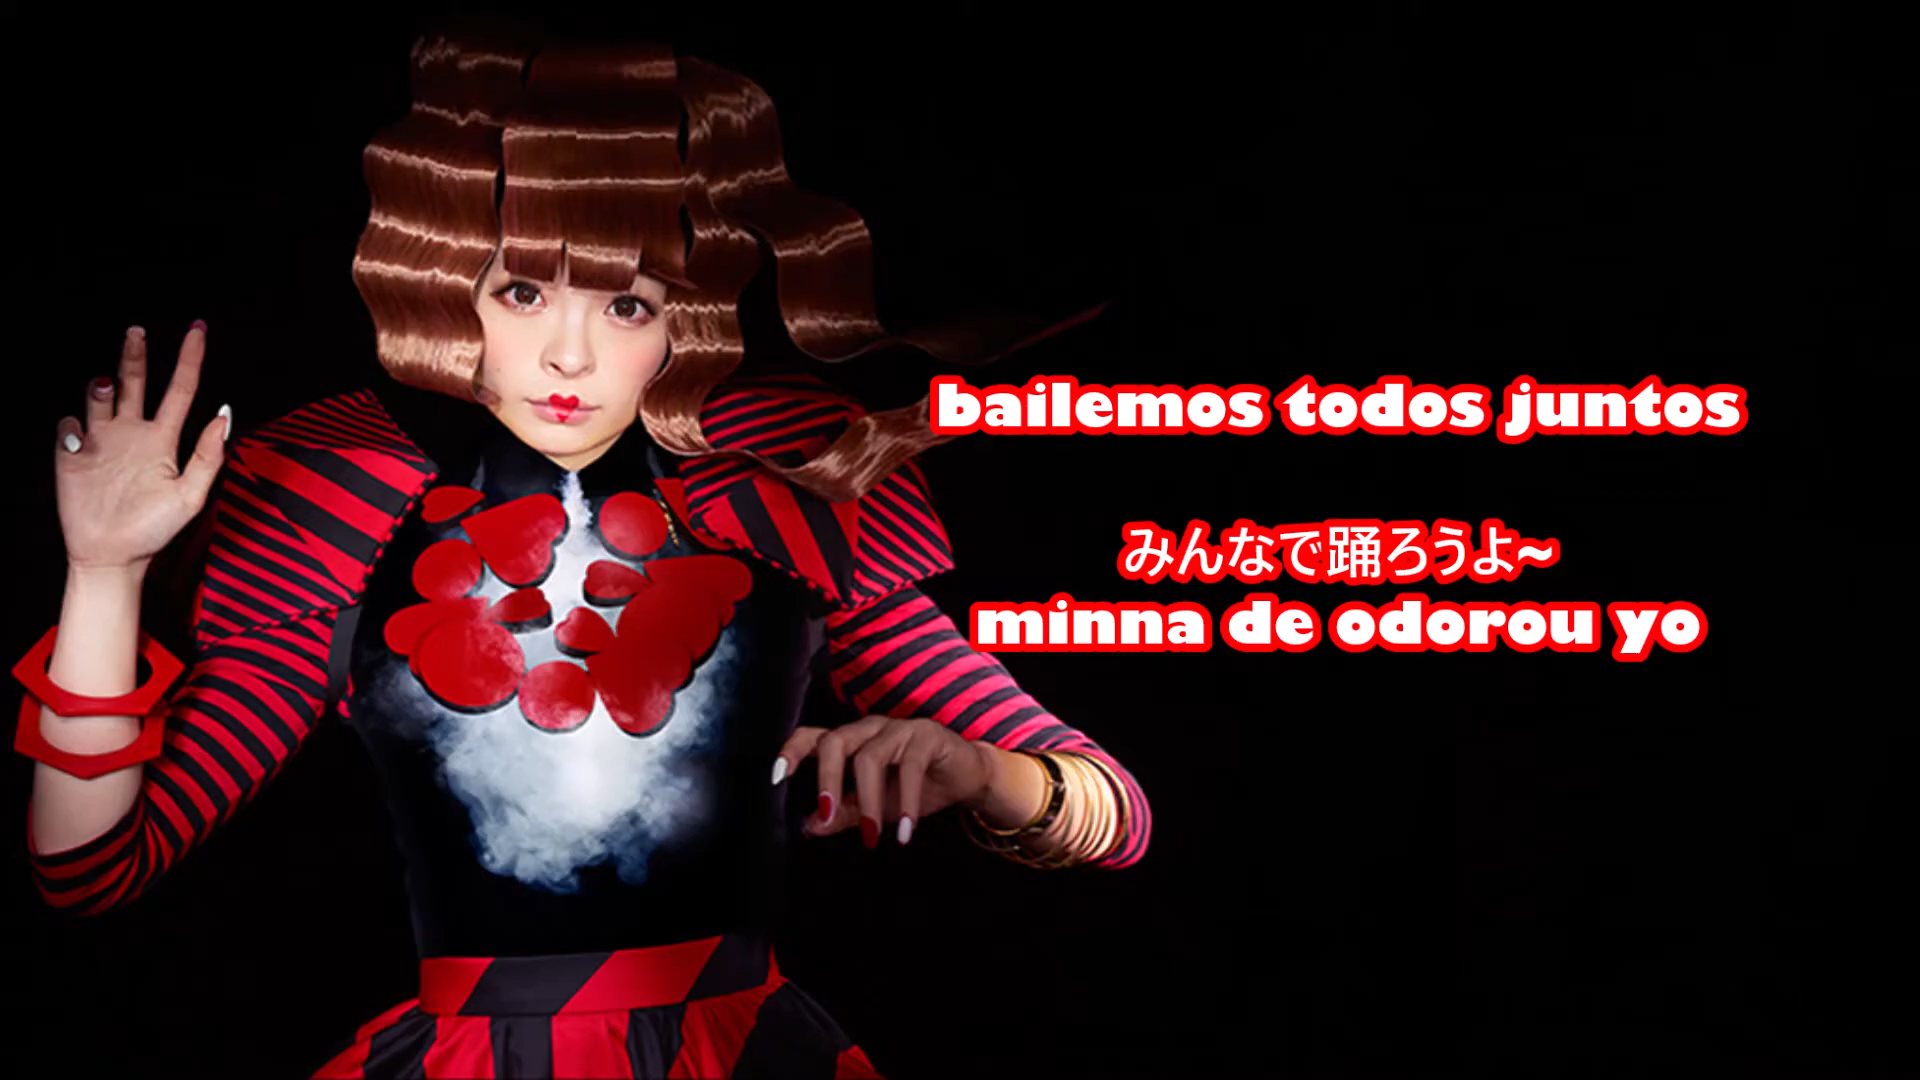 bailemos todos juntos
みんなで踊ろうよ~
minna de odorou yo